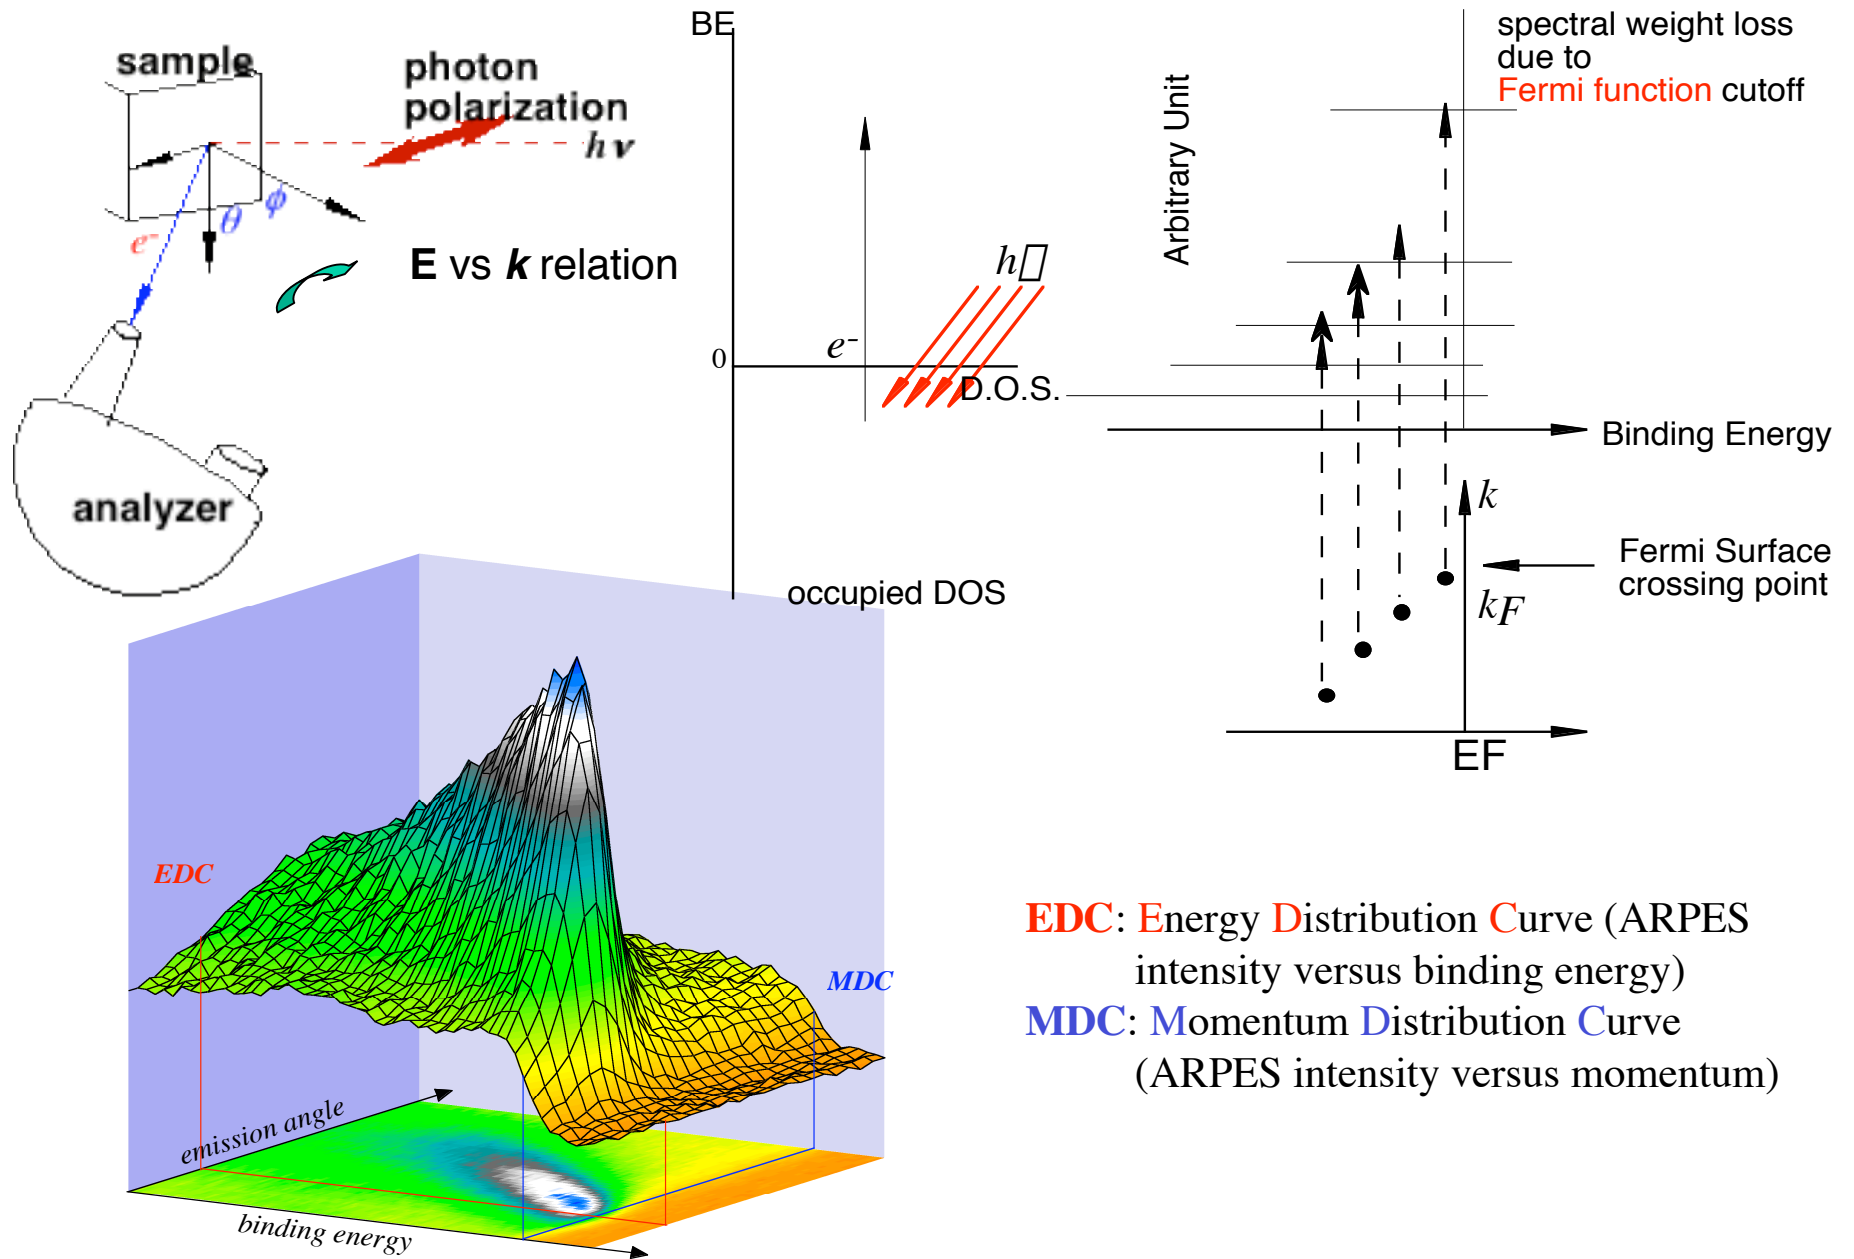 sample
photon
polarization
hν
e-
θ
ϕ
E vs k relation
analyzer
BE
0
e-
h▯
D.O.S.
occupied DOS
Arbitrary Unit
spectral weight loss
due to
Fermi function cutoff
Binding Energy
k
Fermi Surface
crossing point
kF
EF
EDC
MDC
emission angle
binding energy
EDC: Energy Distribution Curve (ARPES
intensity versus binding energy)
MDC: Momentum Distribution Curve
(ARPES intensity versus momentum)